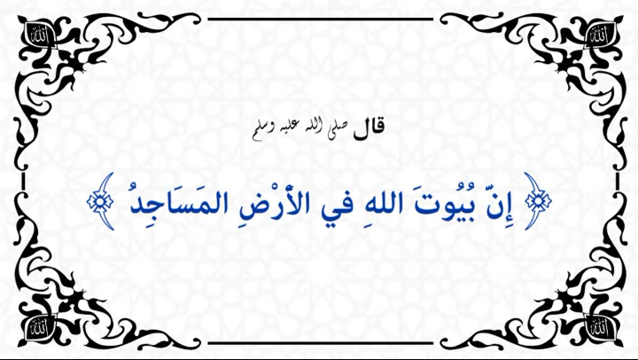 قال صلى الله عليه وسلم
﴿ إِنّ بُيُوتَ اللهِ في الأَرْضِ المَسَاجِدُ ﴾